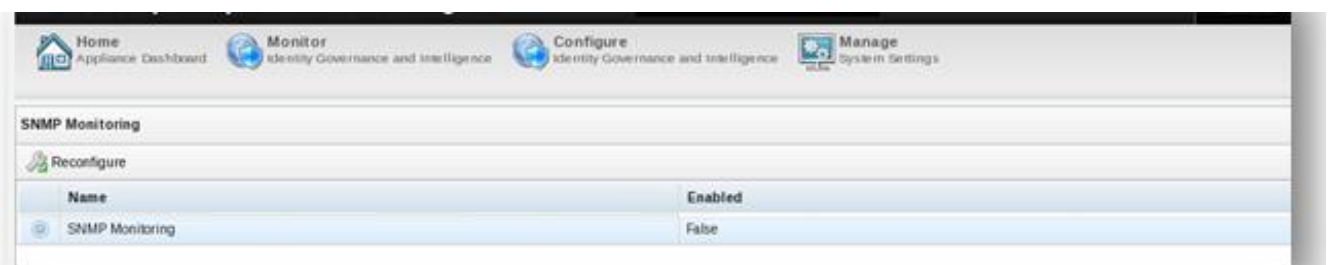 Home Monitor Configure Manage
Appliance Dashboard Identity Governance and Intelligence Identity Governance and Intelligence System Settings
SNMP Monitoring
Reconfigure
Name Enabled
SNMP Monitoring False